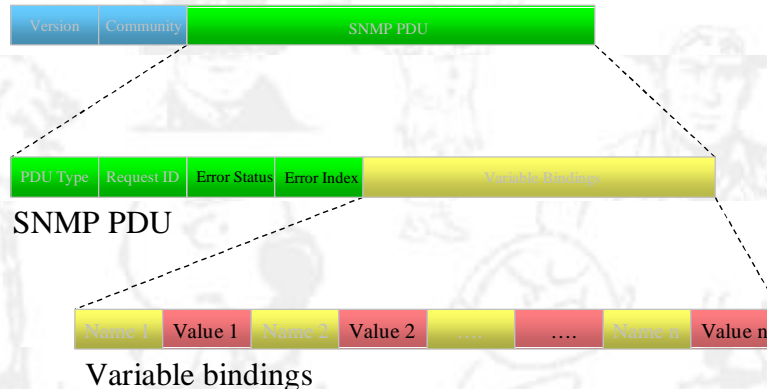 Version Community SNMP PDU
PDU Type Request ID Error Status Error Index Variable Bindings
SNMP PDU
Name 1 Value 1 Name 2 Value 2 .... .... Name n Value n
Variable bindings